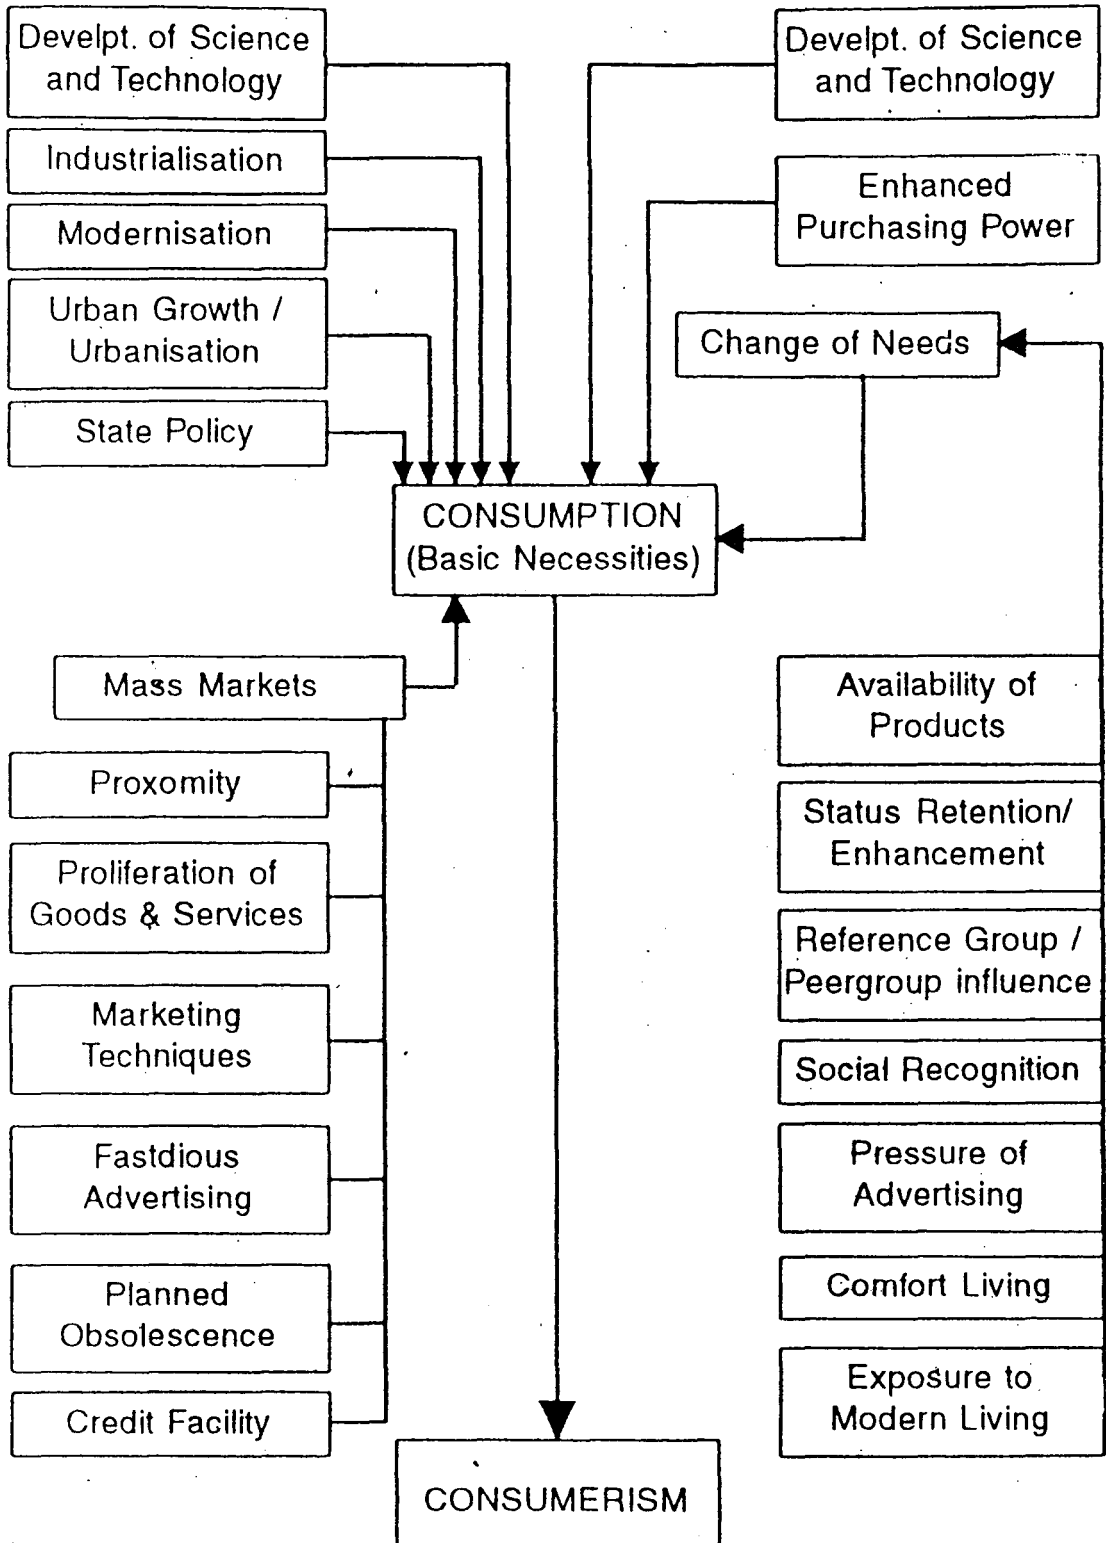 Develpt. of Science
and Technology
Industrialisation
Modernisation
Urban Growth /
Urbanisation
State Policy
Develpt. of Science
and Technology
Enhanced
Purchasing Power
Change of Needs
CONSUMPTION
(Basic Necessities)
Mass Markets
Proxomity
Proliferation of
Goods & Services
Marketing
Techniques
Fastdious
Advertising
Planned
Obsolescence
Credit Facility
Availability of
Products
Status Retention/
Enhancement
Reference Group /
Peergroup influence
Social Recognition
Pressure of
Advertising
Comfort Living
Exposure to
Modern Living
CONSUMERISM